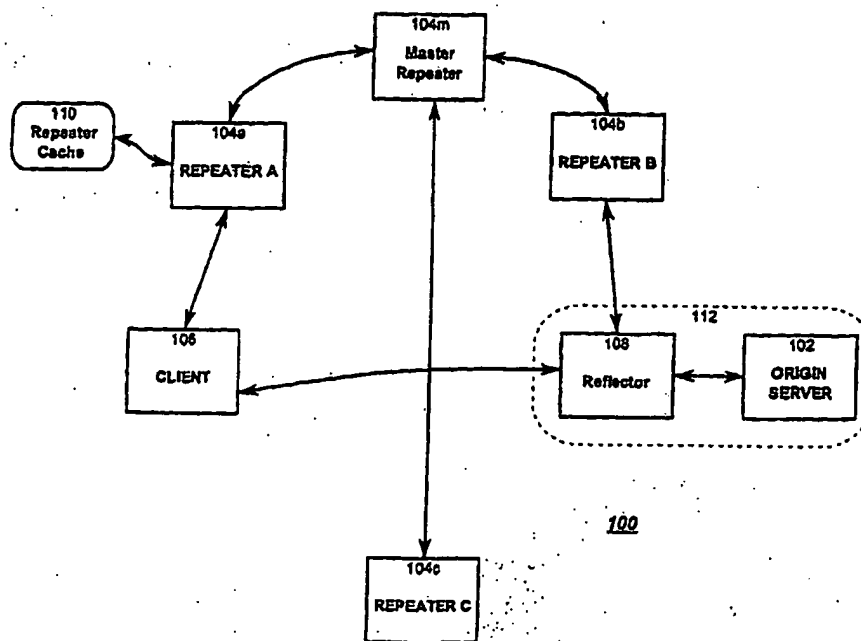 104m
Master
Repeater
110
Repeater
Cache
104a
REPEATER A
104b
REPEATER B
106
CLIENT
112
108
Reflector
102
ORIGIN
SERVER
100
104c
REPEATER C